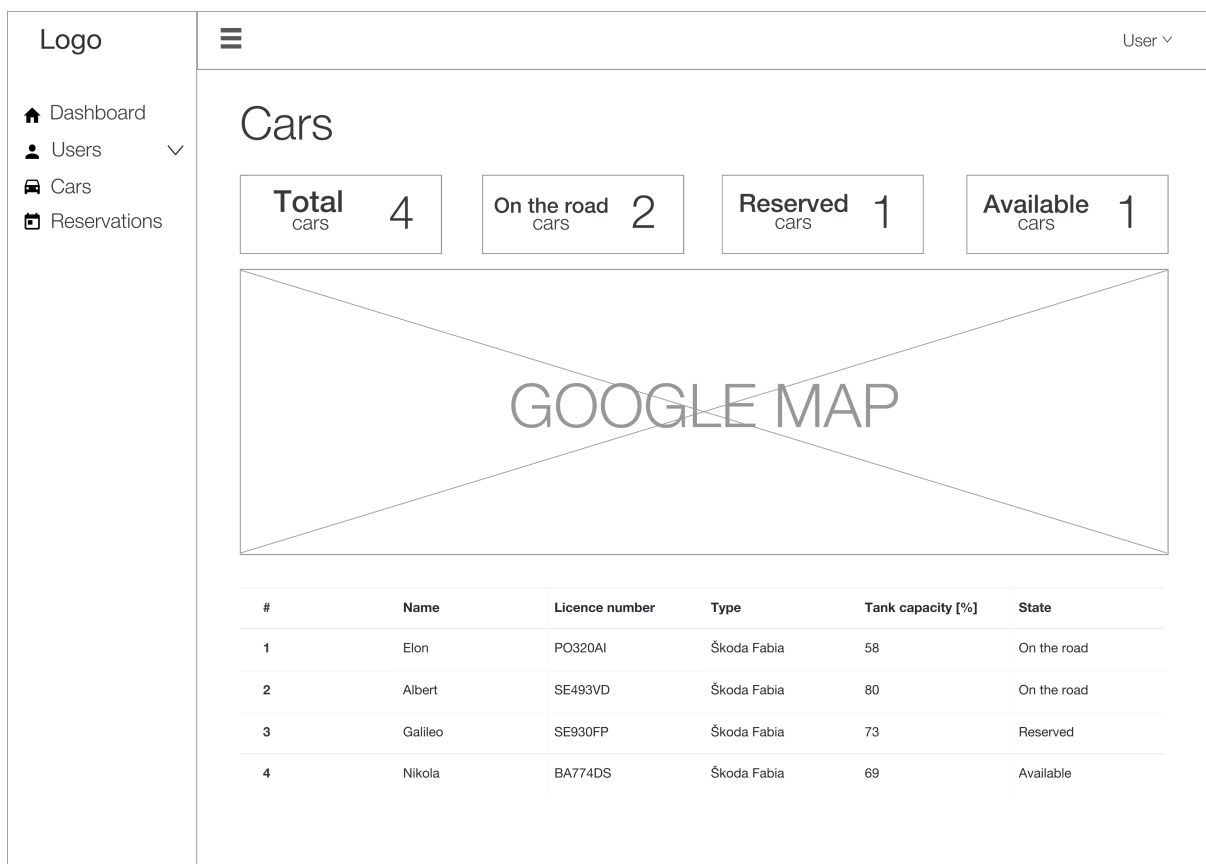 Logo
User
Dashboard
Users
Cars
Reservations
Cars
Total
cars
4
On the road
cars
2
Reserved
cars
1
Available
cars
1
GOOGLE MAP
# Name Licence number Type Tank capacity [%] State
1 Elon PO320AI Škoda Fabia 58 On the road
2 Albert SE493VD Škoda Fabia 80 On the road
3 Galileo SE930FP Škoda Fabia 73 Reserved
4 Nikola BA774DS Škoda Fabia 69 Available